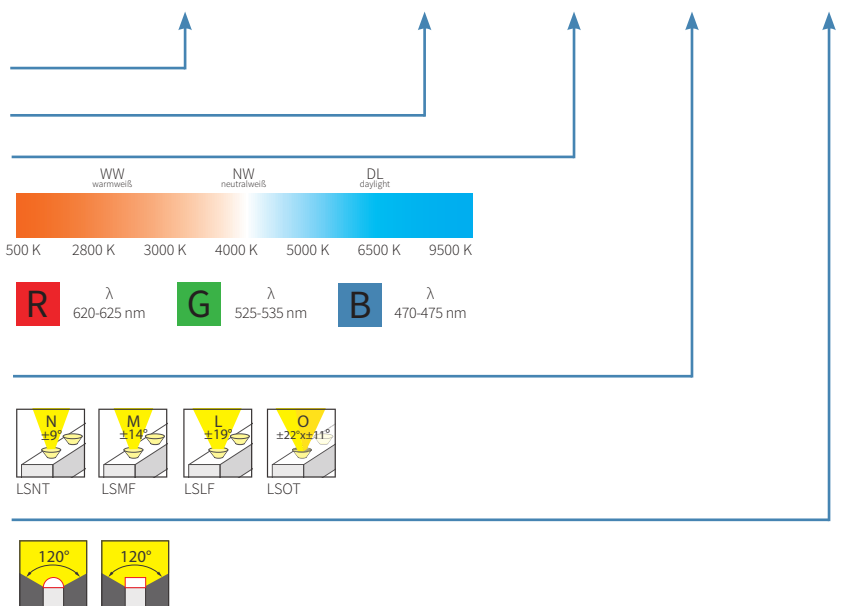 WW NW DL
warmweiß neutralweiß daylight
500 K 2800 K 3000 K 4000 K 5000 K 6500 K 9500 K
R λ G λ B λ
620-625 nm 525-535 nm 470-475 nm
N M L O
±9° ±14° ±19° ±22°x±11°
LSNT LSMF LSLF LSOT
120° 120°